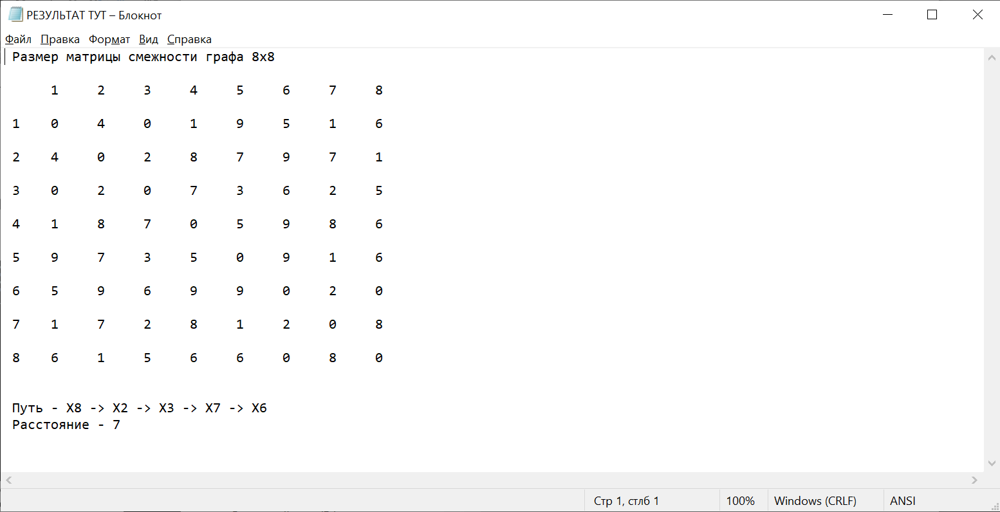 РЕЗУЛЬТАТ ТУТ – Блокнот
Файл Правка Формат Вид Справка
Размер матрицы смежности графа 8x8
1 2 3 4 5 6 7 8
1 0 4 0 1 9 5 1 6
2 4 0 2 8 7 9 7 1
3 0 2 0 7 3 6 2 5
4 1 8 7 0 5 9 8 6
5 9 7 3 5 0 9 1 6
6 5 9 6 9 9 0 2 0
7 1 7 2 8 1 2 0 8
8 6 1 5 6 6 0 8 0
Путь - X8 -> X2 -> X3 -> X7 -> X6
Расстояние - 7
Стр 1, стлб 1 100% Windows (CRLF) ANSI